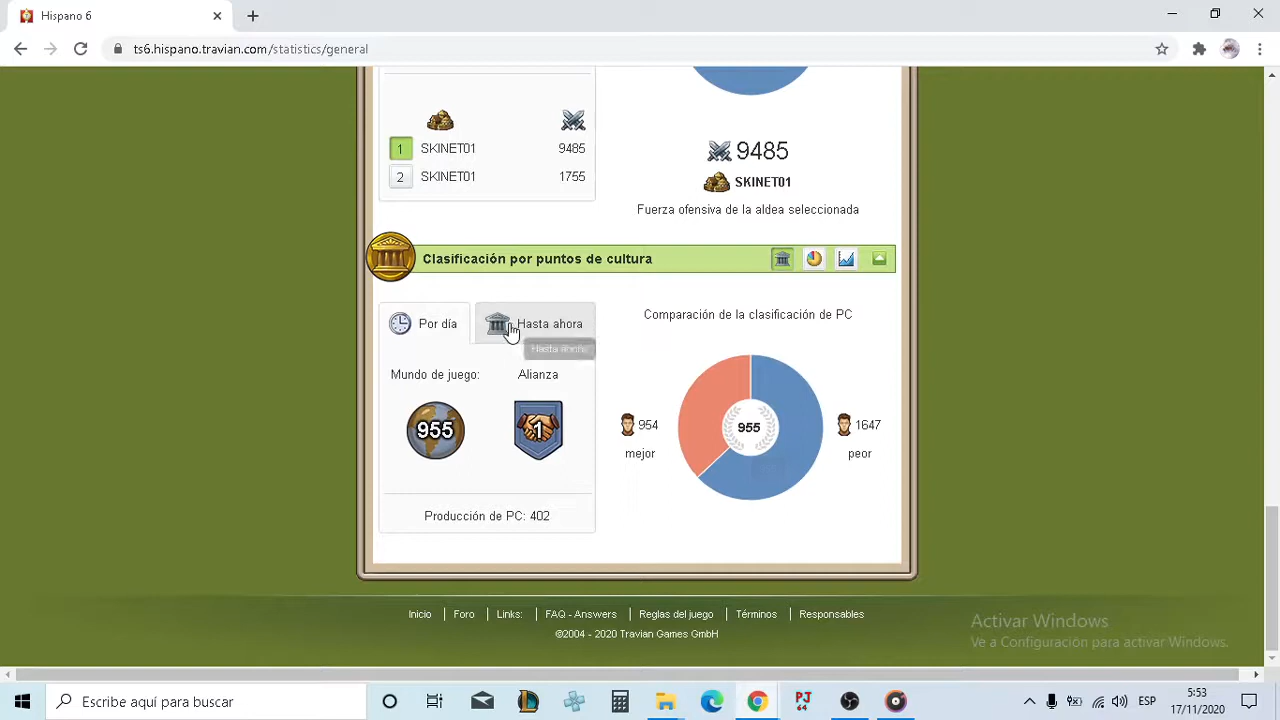 Hispano 6
ts6.hispano.travian.com/statistics/general
1 SKINET01 9485
2 SKINET01 1755
9485
SKINET01
Fuerza ofensiva de la aldea seleccionada
Clasificación por puntos de cultura
Por día Hasta ahora
Hasta ahora
Mundo de juego: Alianza
955 1
Producción de PC: 402
Comparación de la clasificación de PC
954 mejor
955
1647 peor
Inicio Foro Links: FAQ - Answers Reglas del juego Términos Responsables
©2004 - 2020 Travian Games GmbH
Activar Windows
Ve a Configuración para activar Windows.
Escribe aquí para buscar
PJ 64
ESP
5:53
17/11/2020